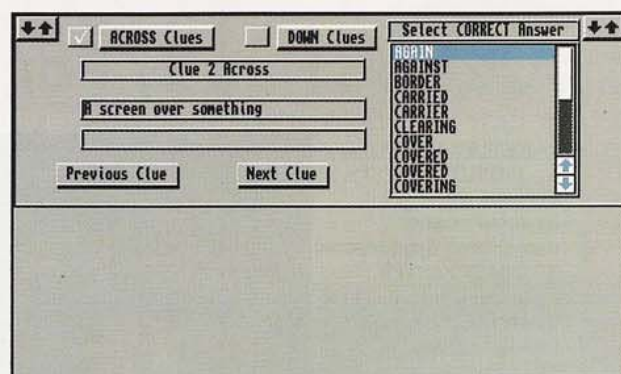 ACROSS Clues
DOWN Clues
Select CORRECT Answer
Clue 2 Across
A screen over something
Previous Clue
Next Clue
AGAIN
AGAINST
BORDER
CARRIED
CARRIER
CLEARING
COVER
COVERED
COVERED
COVERING